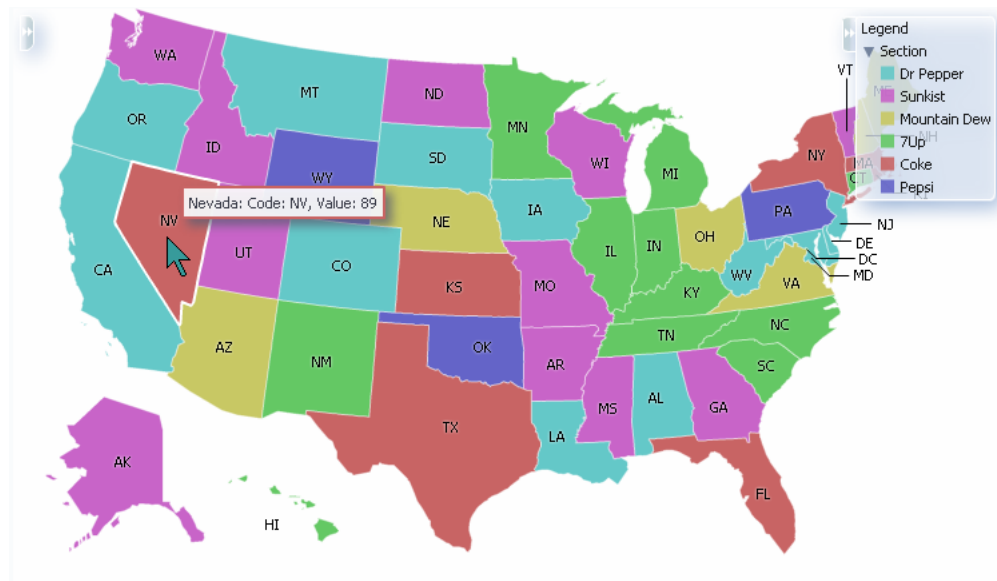 Legend
Section
Dr Pepper
Sunkist
Mountain Dew
7Up
Coke
Pepsi
WA
VT
ME
MT
ND
OR
MN
NH
ID
SD
WI
NY
MA
MI
CT
RI
WY
Nevada: Code: NV, Value: 89
NV
NE
IA
PA
NJ
OH
DE
UT
CO
IL
IN
DC
WV
MD
CA
KS
MO
KY
VA
AZ
NM
OK
TN
NC
AR
SC
TX
MS
AL
GA
LA
AK
FL
HI